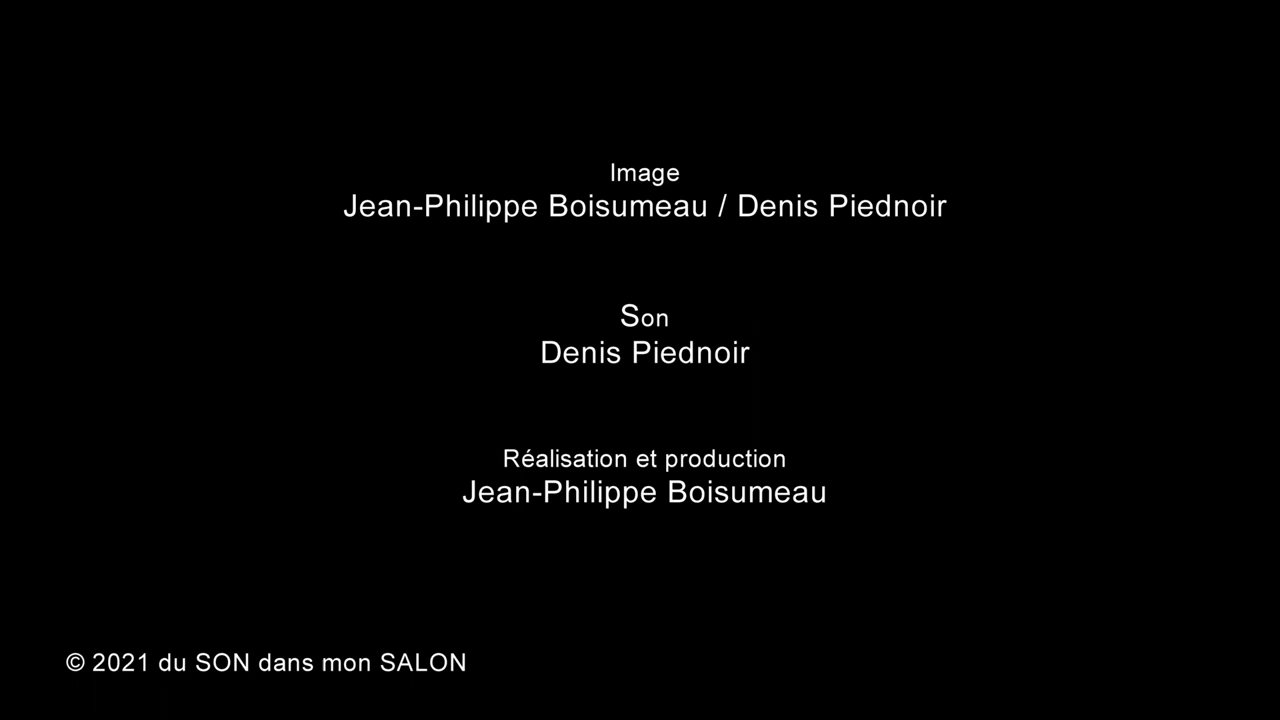 Image
Jean-Philippe Boisumeau / Denis Piednoir
Son
Denis Piednoir
Réalisation et production
Jean-Philippe Boisumeau
© 2021 du SON dans mon SALON